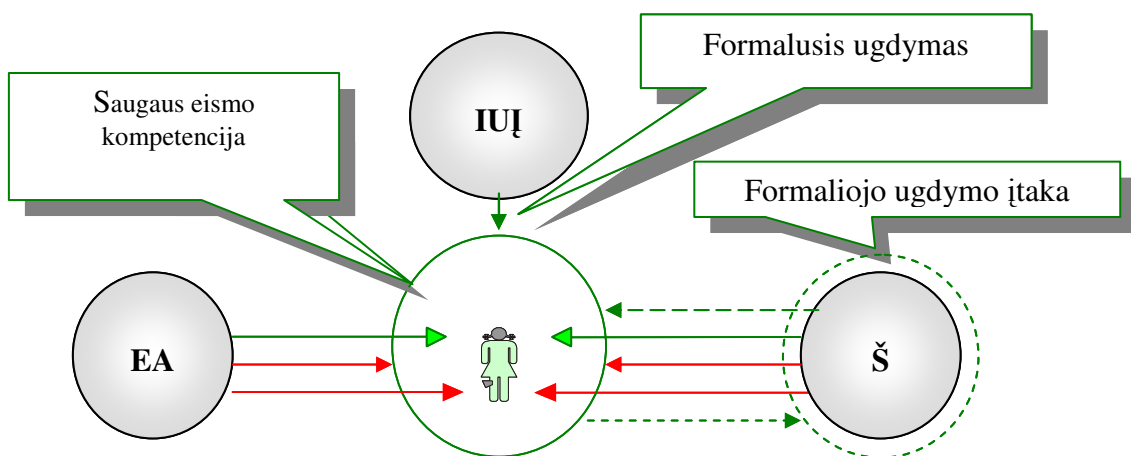 Formalusis ugdymas
Saugaus eismo
kompetencija
IUĮ
Formaliojo ugdymo įtaka
EA
Š